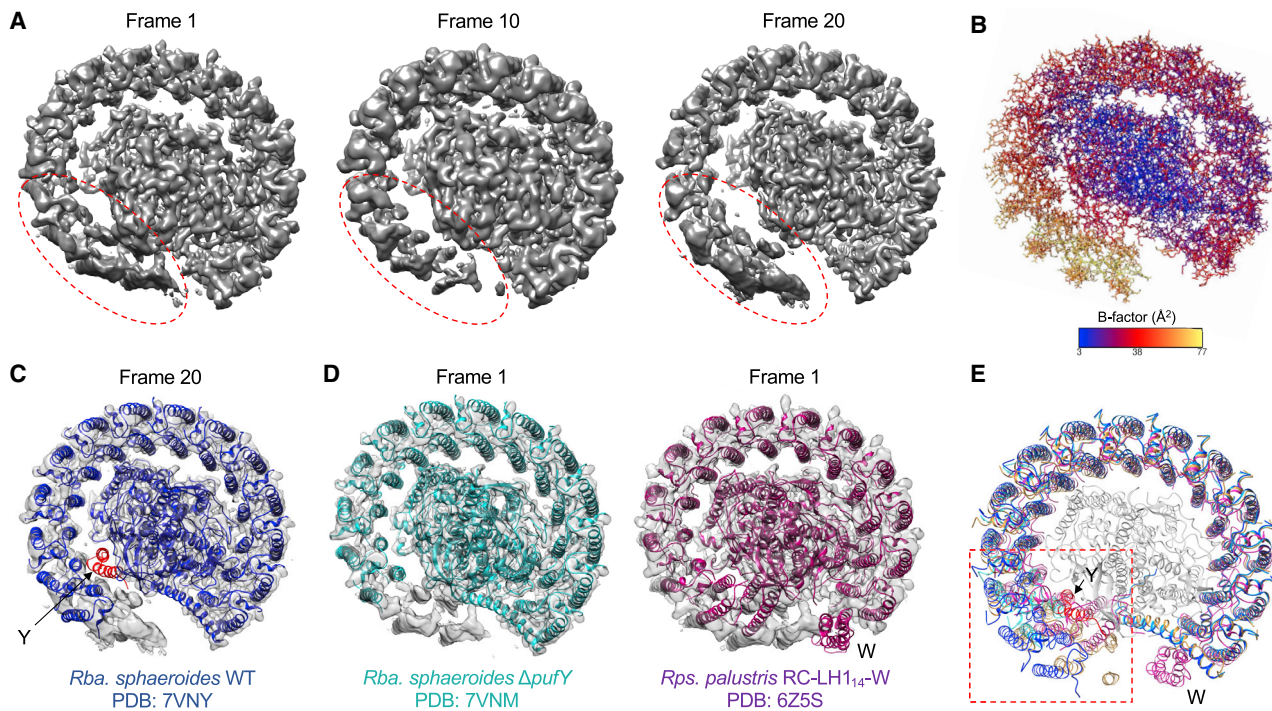 A
Frame 1
Frame 10
Frame 20
B
B-factor (Å²)
3
38
77
C
Frame 20
Y
Rba. sphaeroides WT
PDB: 7VNY
D
Frame 1
Rba. sphaeroides ΔpufY
PDB: 7VNM
Frame 1
W
Rps. palustris RC-LH1₁₄-W
PDB: 6Z5S
E
Y
W